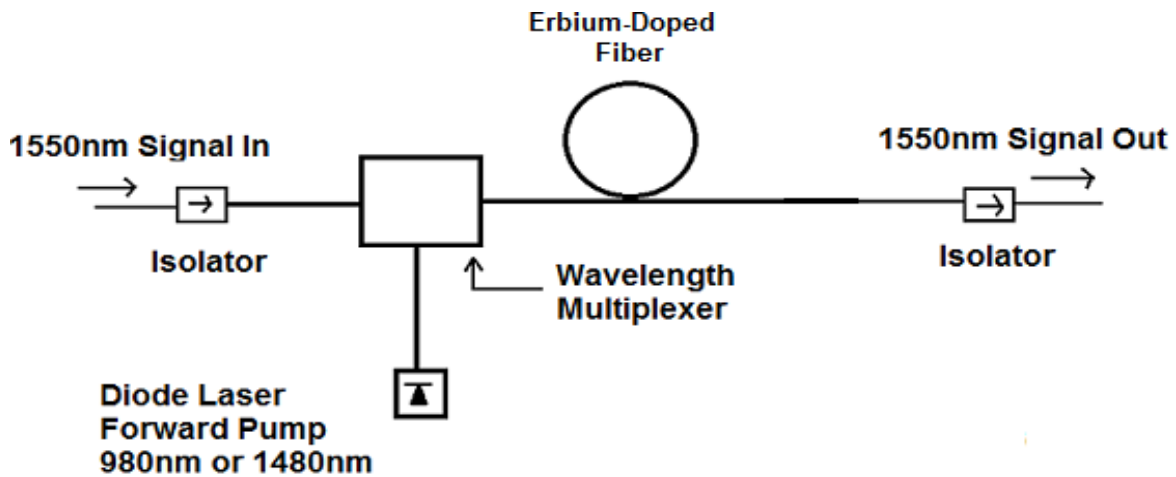 Erbium-Doped
Fiber
1550nm Signal In
1550nm Signal Out
Isolator
Isolator
Wavelength
Multiplexer
Diode Laser
Forward Pump
980nm or 1480nm